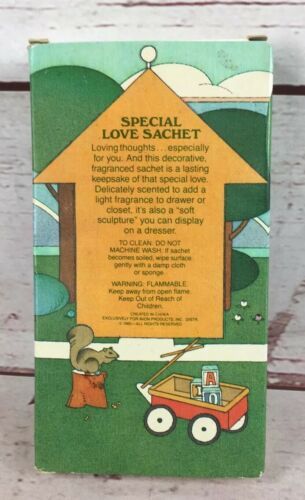 SPECIAL
LOVE SACHET
Loving thoughts . . . especially
for you. And this decorative,
fragranced sachet is a lasting
keepsake of that special love.
Delicately scented to add a
light fragrance to drawer or
closet, it's also a "soft
sculpture" you can display
on a dresser.
TO CLEAN: DO NOT
MACHINE WASH: If sachet
becomes soiled, wipe surface
gently with a damp cloth
or sponge.
WARNING: FLAMMABLE.
Keep away from open flame.
Keep Out of Reach of
Children.
CREATED IN CHINA
EXCLUSIVELY FOR AVON PRODUCTS, INC. DISTR.
ALL RIGHTS RESERVED
A